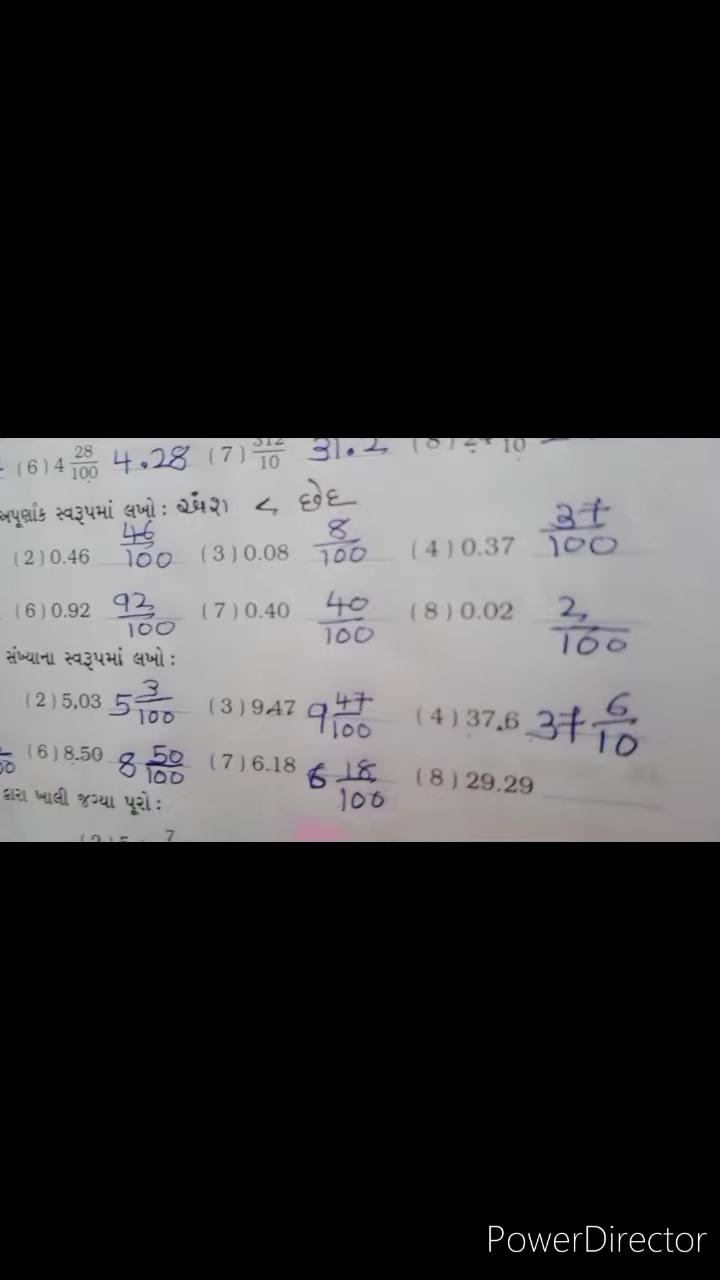 (6) 4 28/100 4.28 (7) 312/10 31.2
અપૂર્ણાંક સ્વરૂપમાં લખો : અંશ < છેદ
(2) 0.46 46/100 (3) 0.08 8/100 (4) 0.37 37/100
(6) 0.92 92/100 (7) 0.40 40/100 (8) 0.02 2/100
સંખ્યાના સ્વરૂપમાં લખો :
(2) 5.03 5 3/100 (3) 9.47 9 47/100 (4) 37.6 37 6/10
(6) 8.50 8 50/100 (7) 6.18 6 18/100 (8) 29.29
દ્વારા ખાલી જગ્યા પૂરો :
PowerDirector